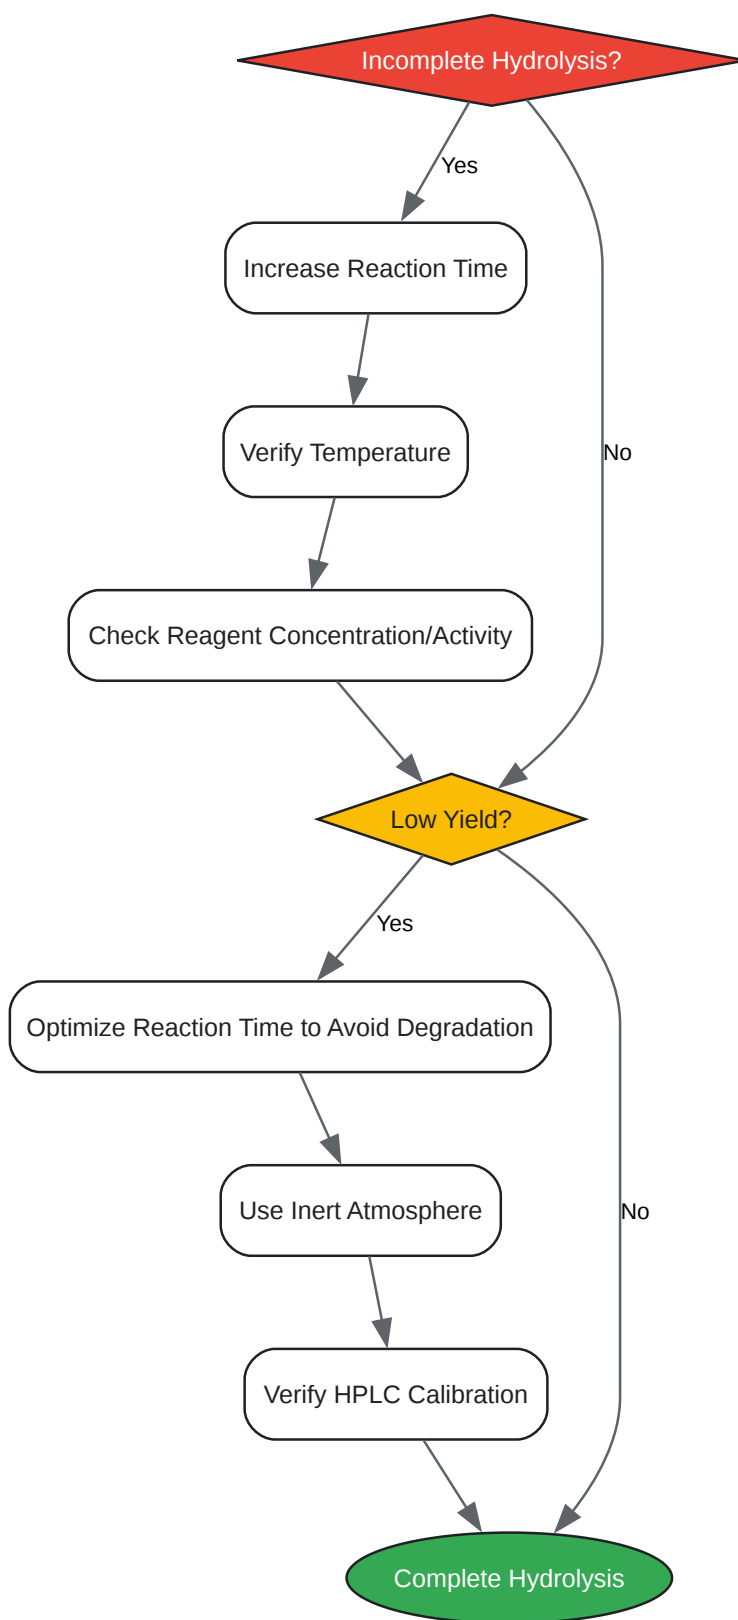 Incomplete Hydrolysis?
Yes
Increase Reaction Time
Verify Temperature
No
Check Reagent Concentration/Activity
Low Yield?
Yes
Optimize Reaction Time to Avoid Degradation
Use Inert Atmosphere
No
Verify HPLC Calibration
Complete Hydrolysis